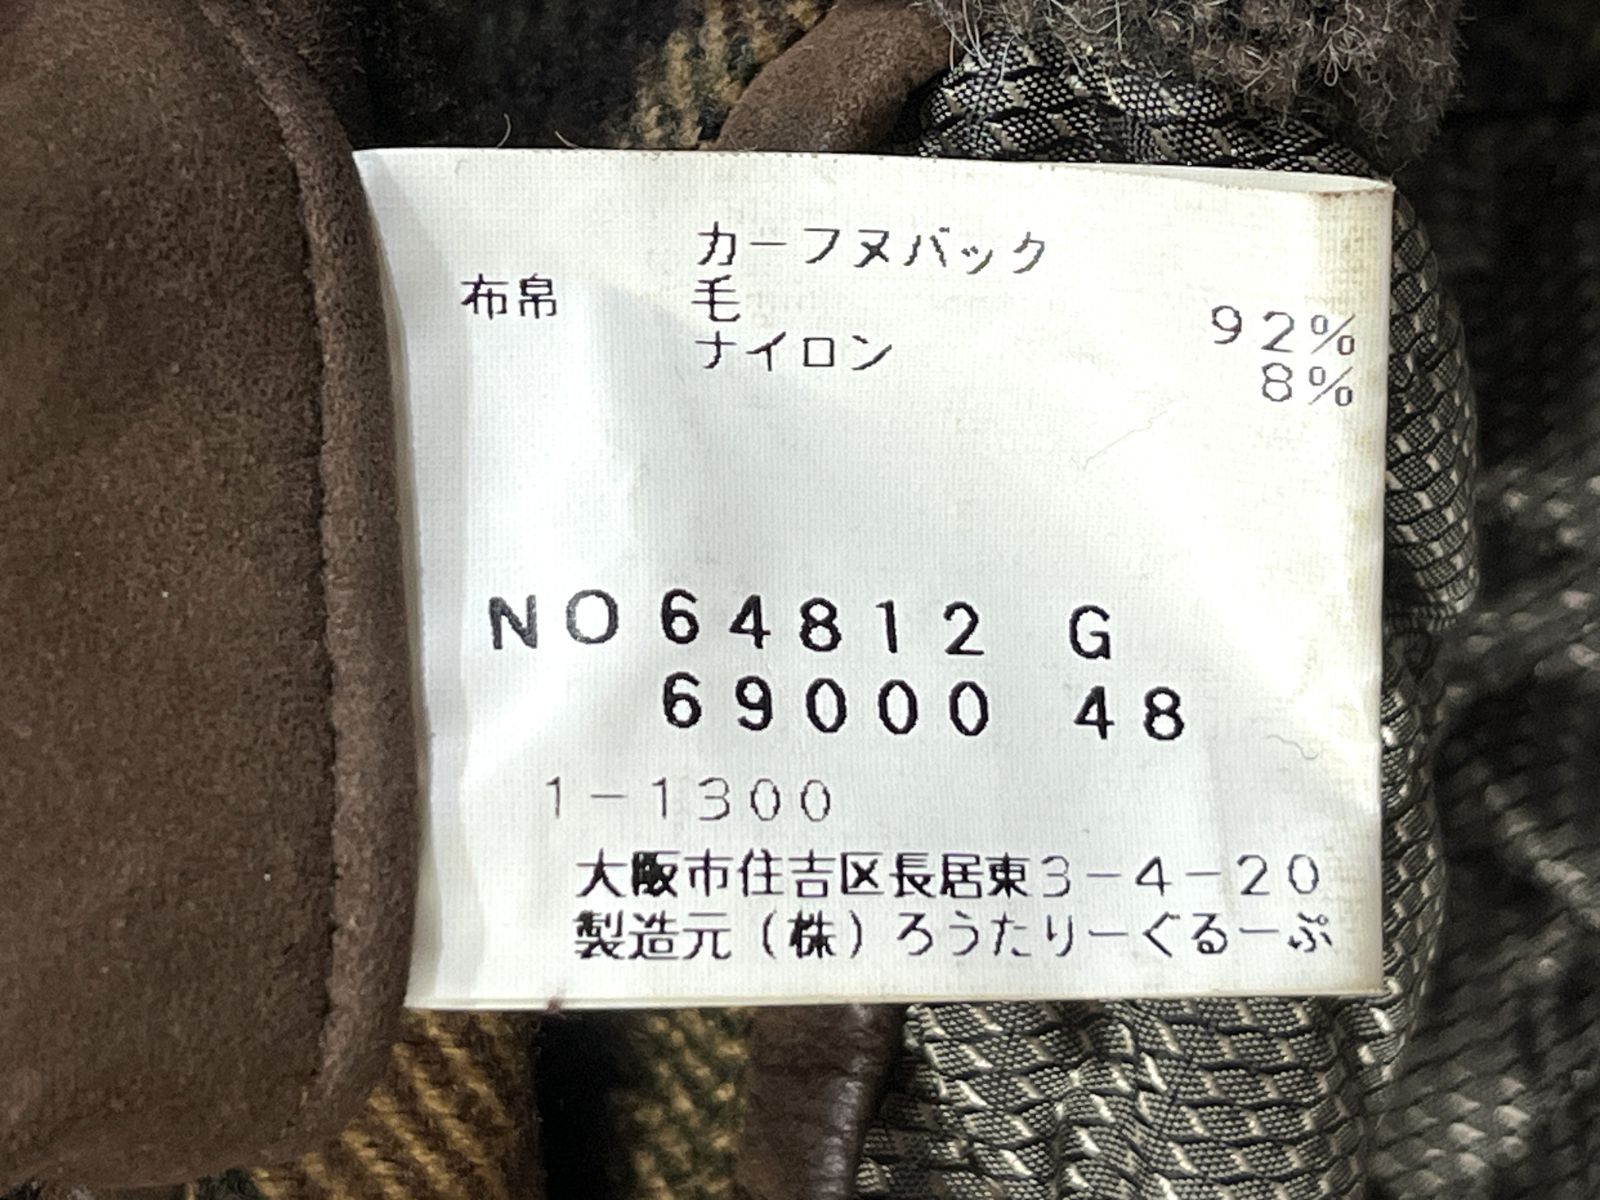 カーフヌバック
布帛 毛 92%
ナイロン 8%
NO 64812 G
69000 48
1-1300
大阪市住吉区長居東3-4-20
製造元(株)ろうたりーぐるーぷ